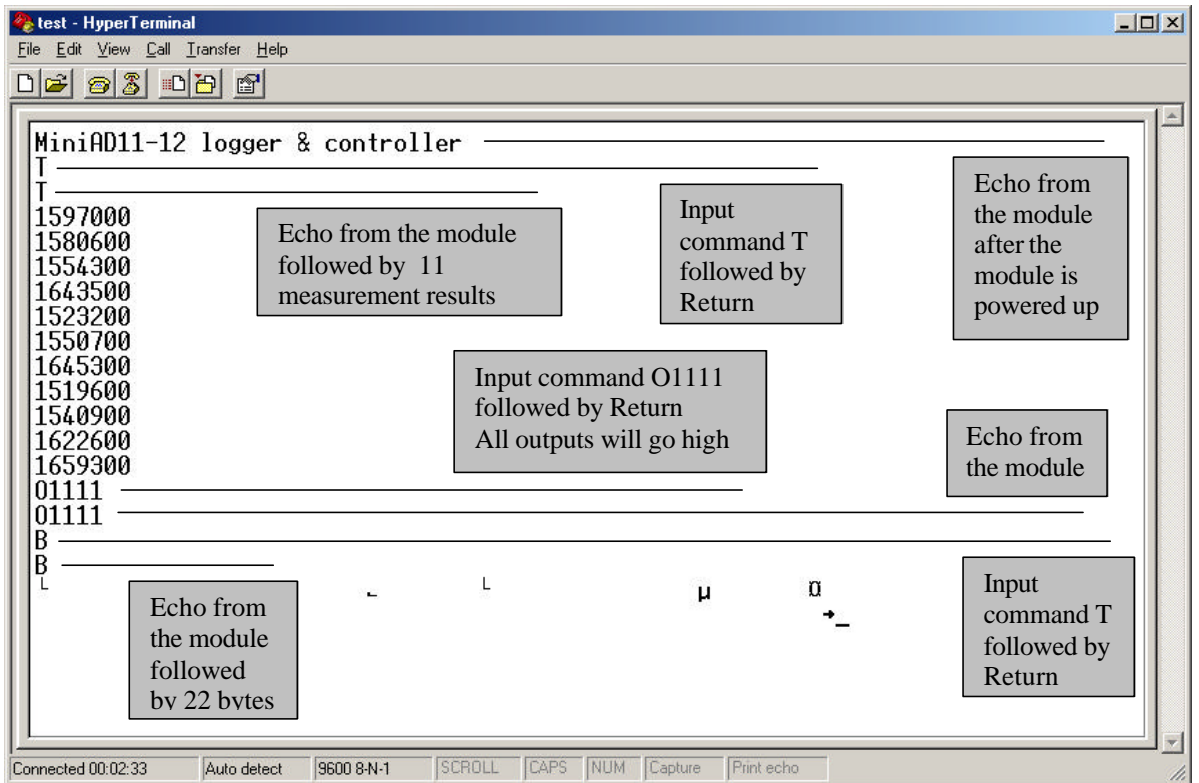 test - HyperTerminal
File Edit View Call Transfer Help
MiniAD11-12 logger & controller
T
T
1597000
1580600
1554300
1643500
1523200
1550700
1645300
1519600
1540900
1622600
1659300
O1111
O1111
B
B
└ └ └ µ
Echo from the module
followed by 11
measurement results
Input
command T
followed by
Return
Echo from
the module
after the
module is
powered up
Input command O1111
followed by Return
All outputs will go high
Echo from
the module
Echo from
the module
followed
by 22 bytes
Input
command T
followed by
Return
Connected 00:02:33 Auto detect 9600 8-N-1 SCROLL CAPS NUM Capture Print echo